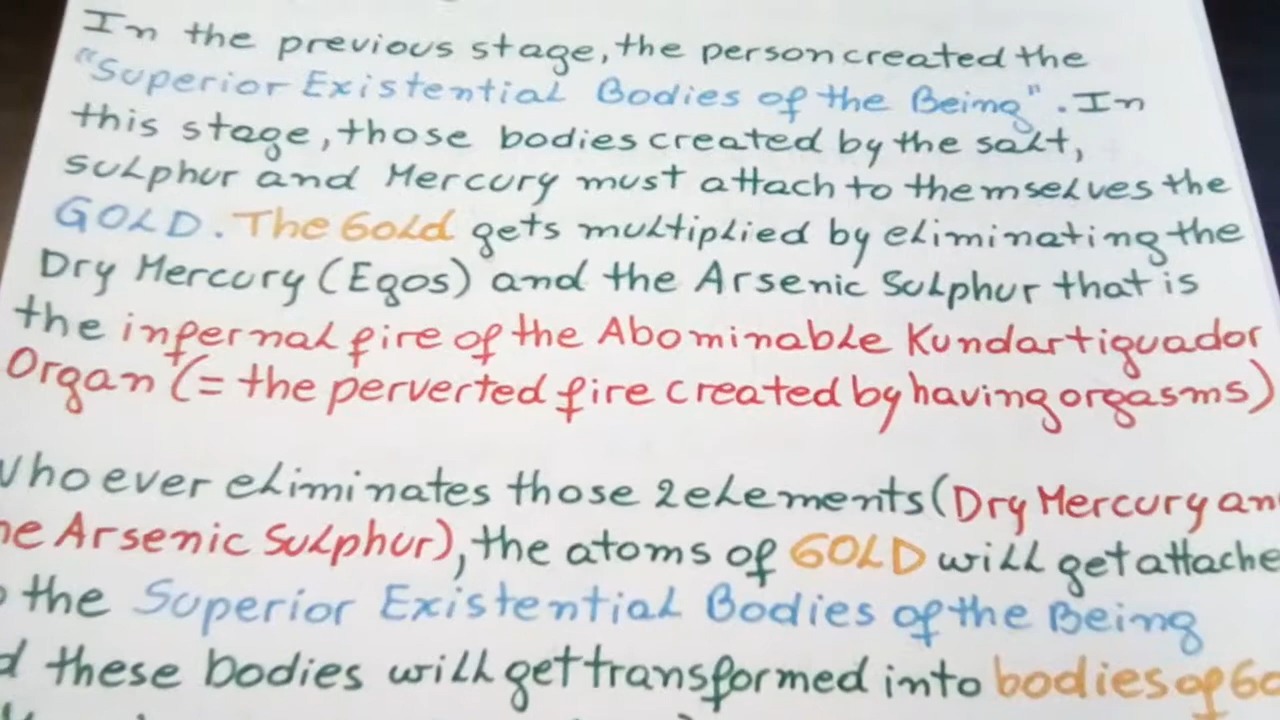 In the previous stage, the person created the
"Superior Existential Bodies of the Being". In
this stage, those bodies created by the salt,
sulphur and Mercury must attach to themselves the
GOLD. The Gold gets multiplied by eliminating the
Dry Mercury (Egos) and the Arsenic Sulphur that is
the infernal fire of the Abominable Kundartiguador
Organ (= the perverted fire created by having orgasms)
Whoever eliminates those 2 elements (Dry Mercury an
he Arsenic Sulphur), the atoms of GOLD will get attache
the Superior Existential Bodies of the Being
d these bodies will get transformed into bodies of Go